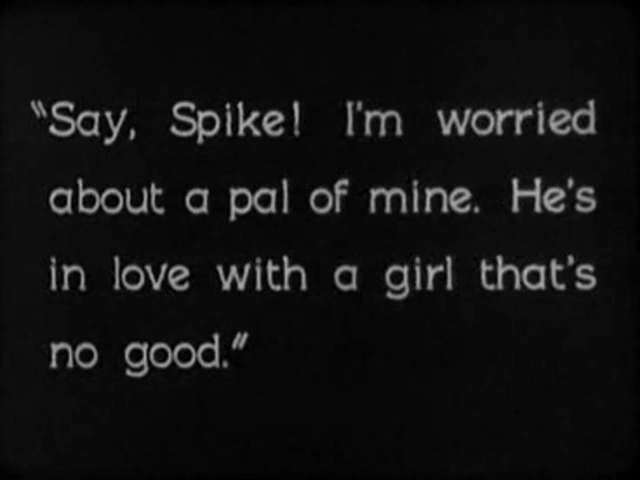 "Say, Spike! I'm worried
about a pal of mine. He's
in love with a girl that's
no good."